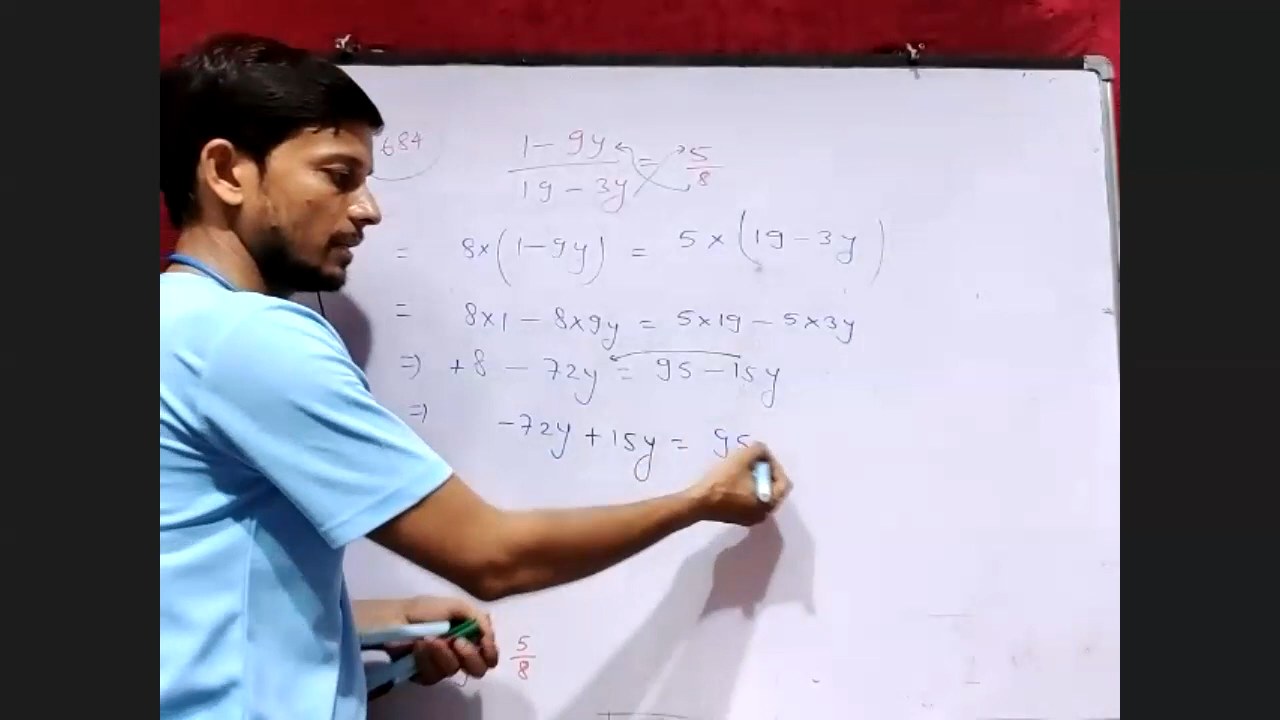 684
1 - 9y / 19 - 3y = 5/8
= 8 × (1 - 9y) = 5 × (19 - 3y)
= 8×1 - 8×9y = 5×19 - 5×3y
⇒ +8 - 72y = 95 - 15y
⇒ -72y + 15y = 95
5/8